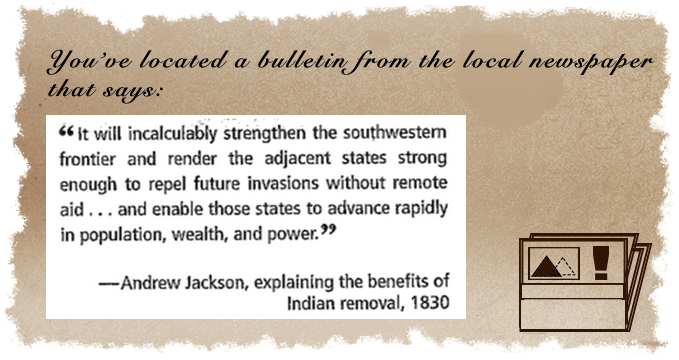 You've located a bulletin from the local newspaper
that says:
“It will incalculably strengthen the southwestern
frontier and render the adjacent states strong
enough to repel future invasions without remote
aid . . . and enable those states to advance rapidly
in population, wealth, and power.”
—Andrew Jackson, explaining the benefits of
Indian removal, 1830